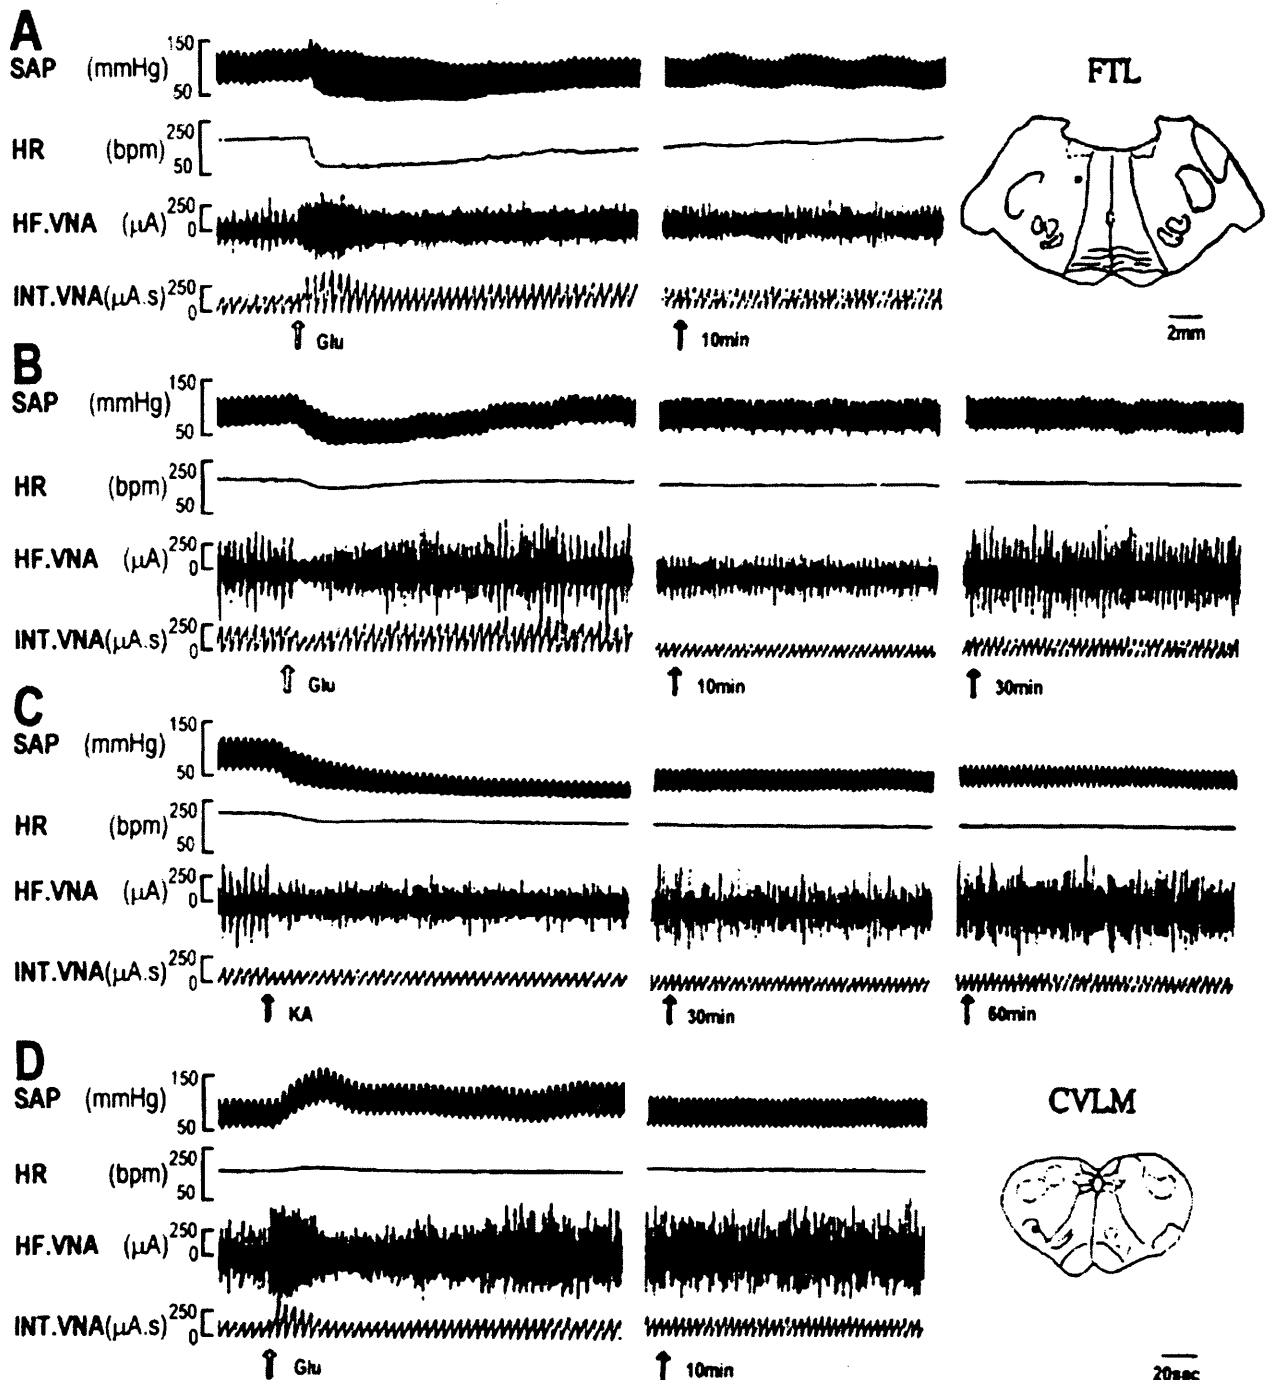 A
SAP (mmHg) 150
50
FTL
HR (bpm) 250
50
HF.VNA (μA) 250
0
INT.VNA(μA.s) 250
0
Glu 10min 2mm
B
SAP (mmHg) 150
50
HR (bpm) 250
50
HF.VNA (μA) 250
0
INT.VNA(μA.s) 250
0
Glu 10min 30min
C
SAP (mmHg) 150
50
HR (bpm) 250
50
HF.VNA (μA) 250
0
INT.VNA(μA.s) 250
0
KA 30min 60min
D
SAP (mmHg) 150
50
CVLM
HR (bpm) 250
50
HF.VNA (μA) 250
0
INT.VNA(μA.s) 250
0
Glu 10min 20sec